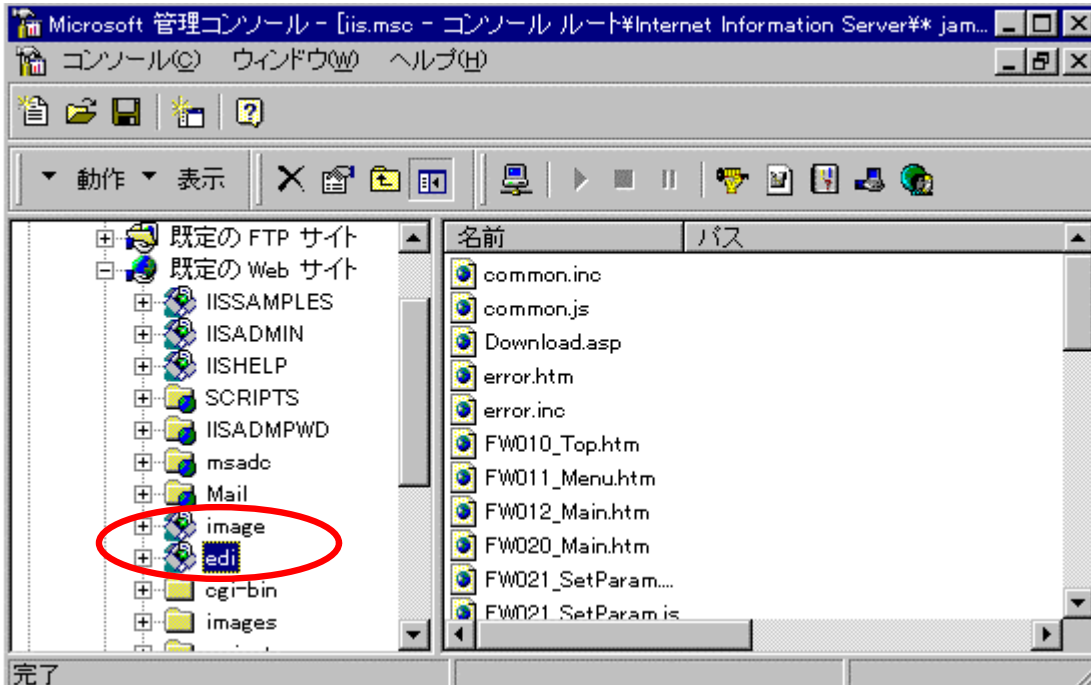 Microsoft 管理コンソール - [iis.msc - コンソール ルート¥Internet Information Server¥* jam...
コンソール(C) ウィンドウ(W) ヘルプ(H)
動作 表示
既定の FTP サイト
既定の Web サイト
IISSAMPLES
IISADMIN
IISHELP
SCRIPTS
IISADMPWD
msadc
Mail
image
edi
cgi-bin
images
名前 パス
common.inc
common.js
Download.asp
error.htm
error.inc
FW010_Top.htm
FW011_Menu.htm
FW012_Main.htm
FW020_Main.htm
FW021_SetParam....
FW021_SetParam.js
完了